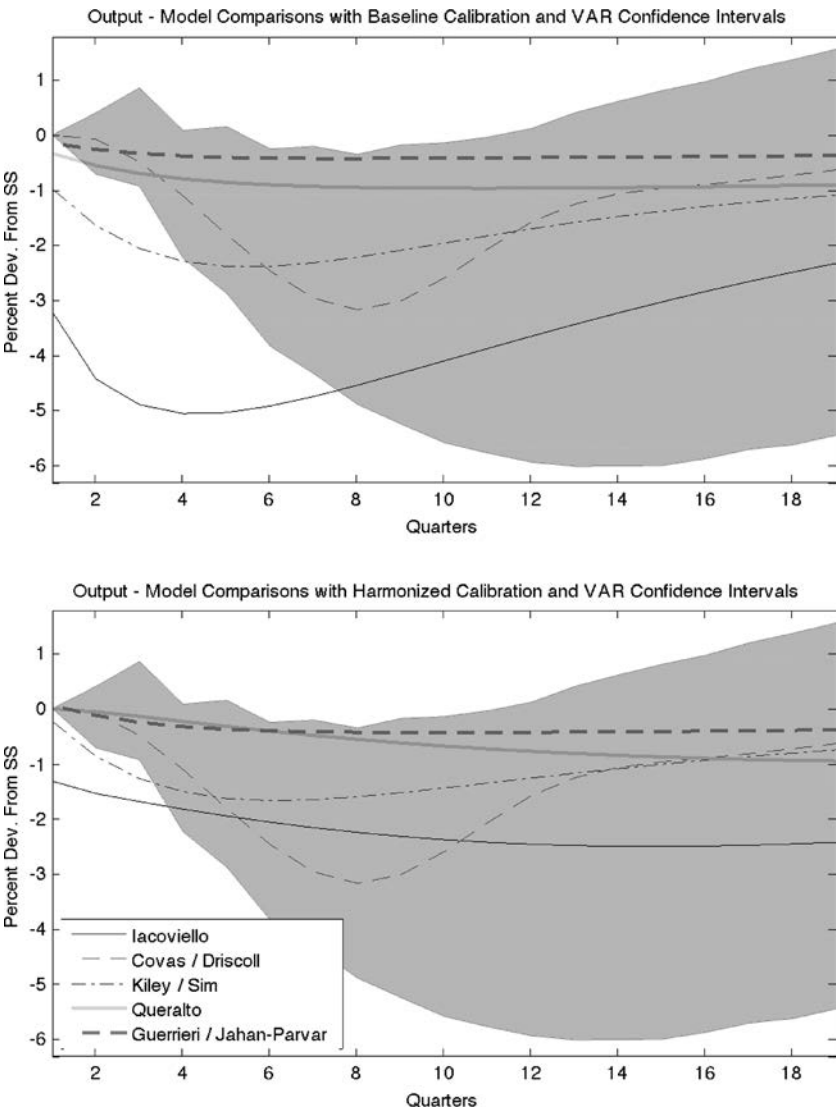 Output - Model Comparisons with Baseline Calibration and VAR Confidence Intervals
1
0
-1
-2
-3
-4
-5
-6
Percent Dev. From SS
2 4 6 8 10 12 14 16 18
Quarters
Output - Model Comparisons with Harmonized Calibration and VAR Confidence Intervals
1
0
-1
-2
-3
-4
-5
-6
Percent Dev. From SS
Iacoviello
Covas / Driscoll
Kiley / Sim
Queralto
Guerrieri / Jahan-Parvar
2 4 6 8 10 12 14 16 18
Quarters